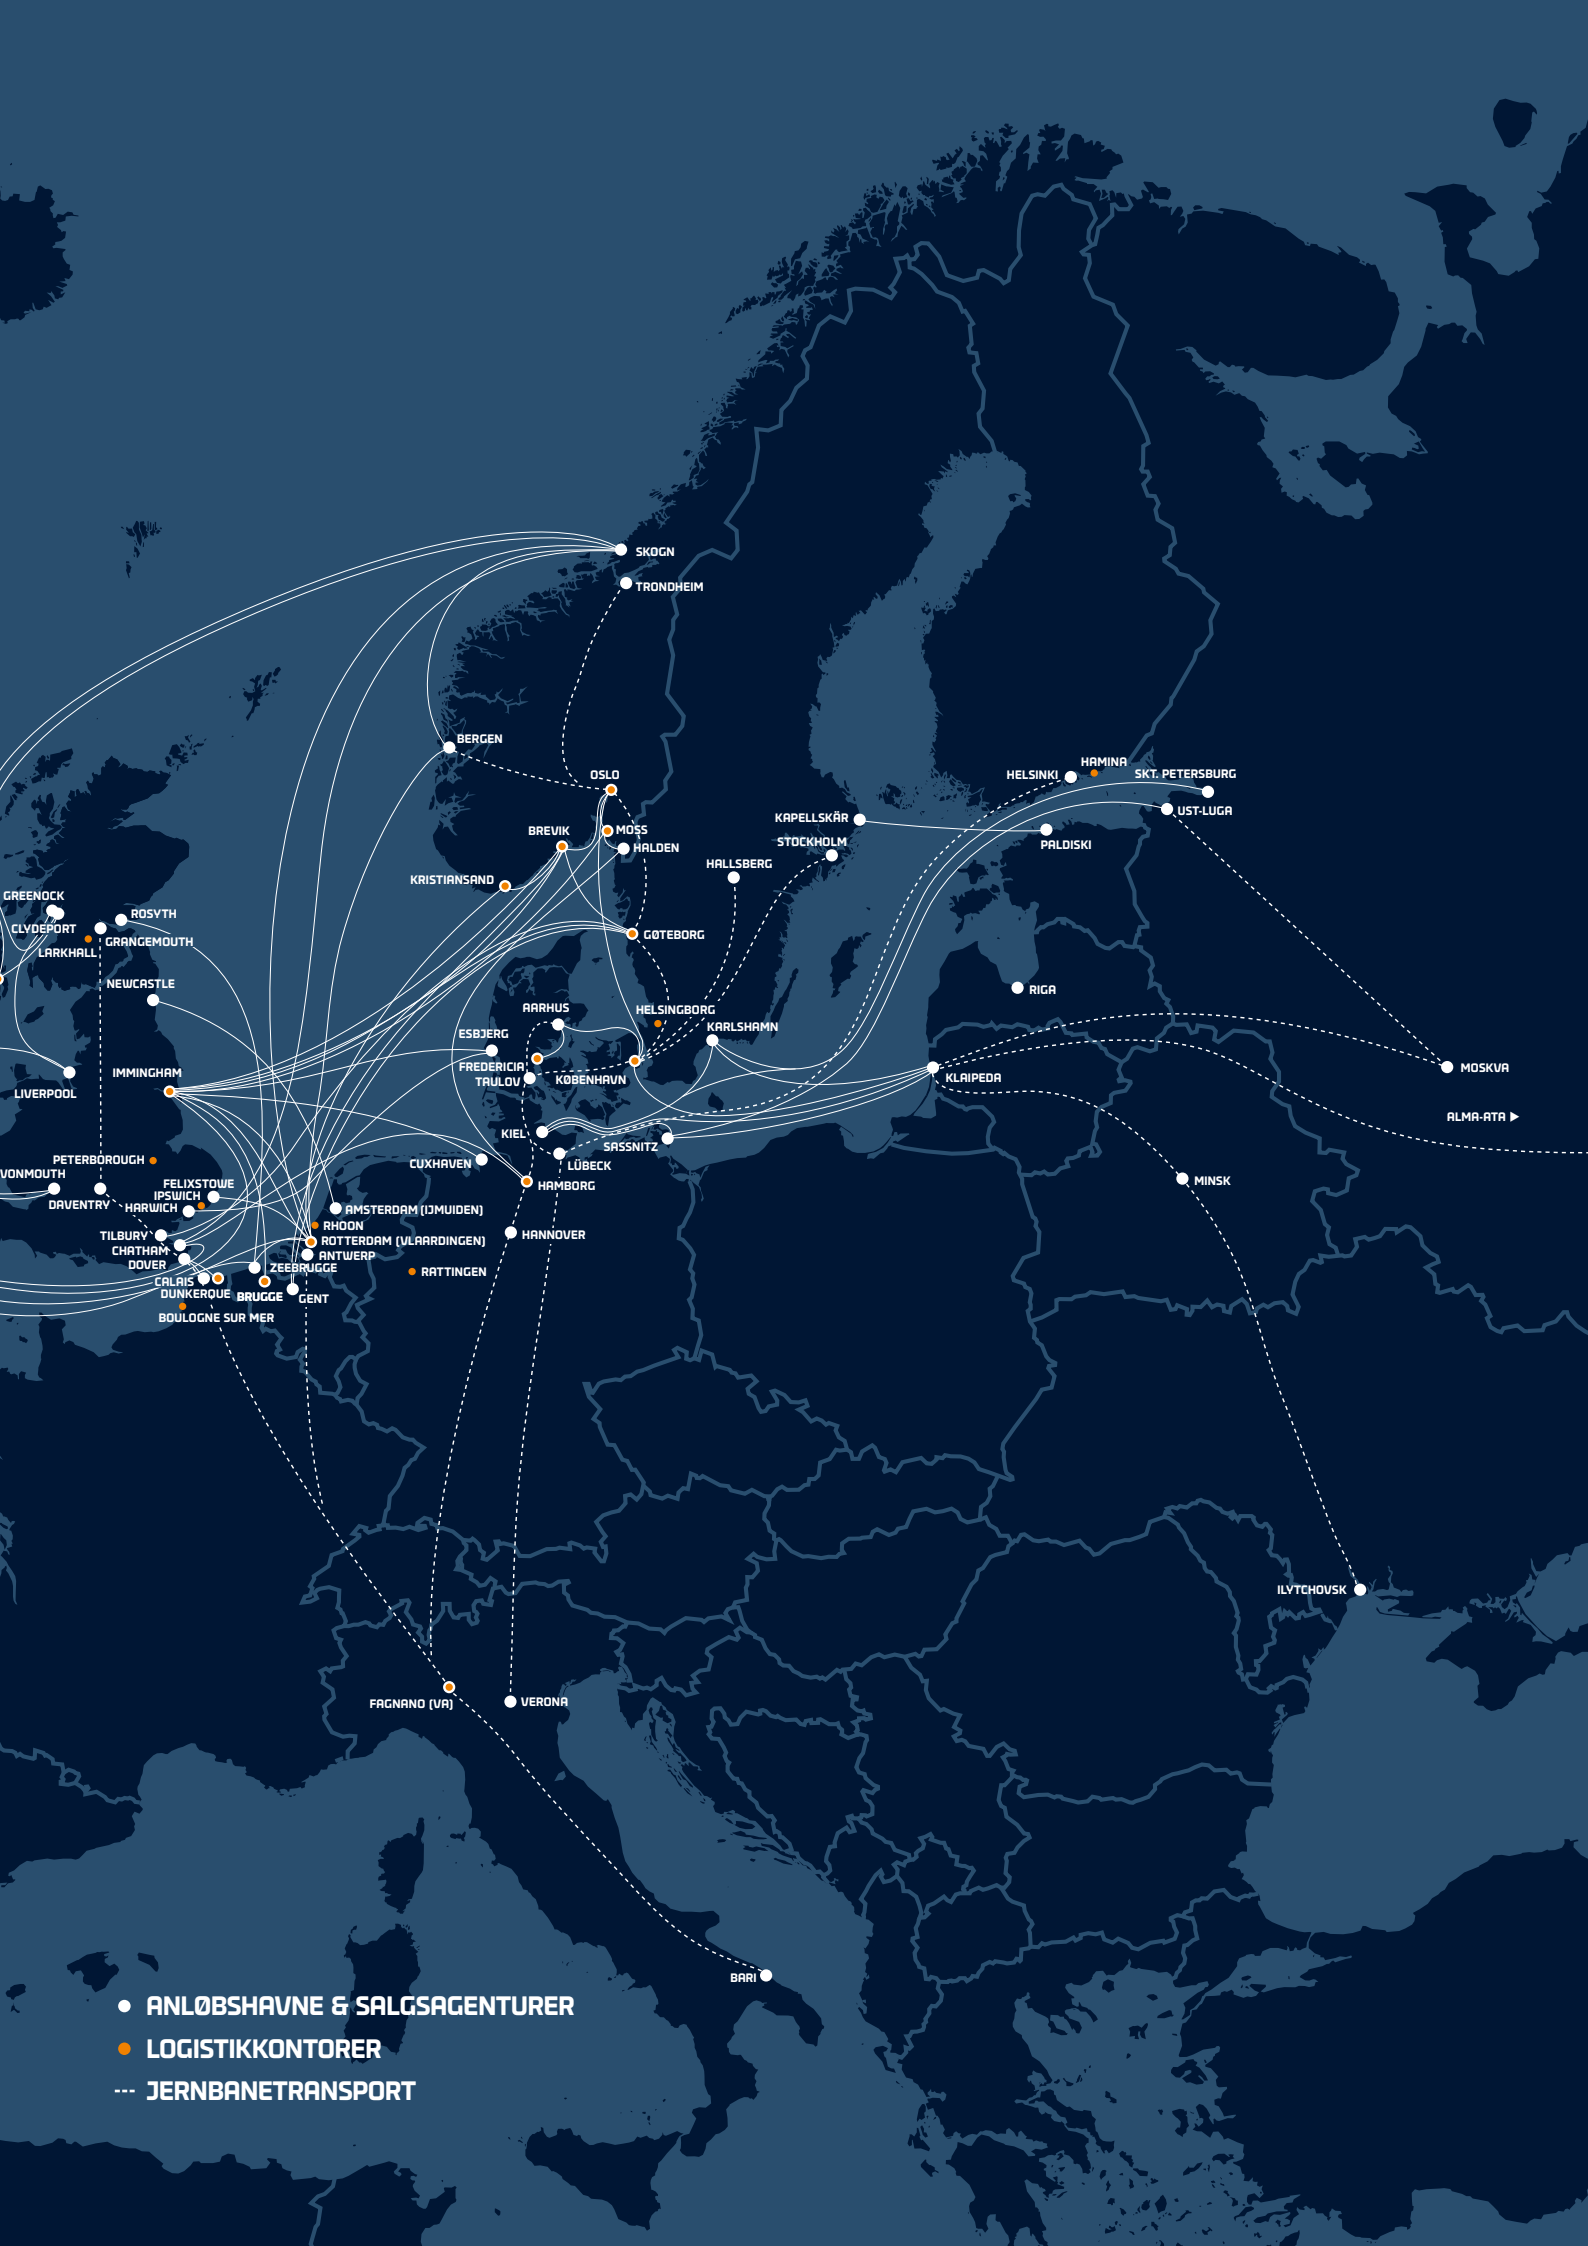 SKOGN
TRONDHEIM
BERGEN
OSLO
HAMINA
HELSINKI
SKT. PETERSBURG
UST-LUGA
KAPELLSKÄR
BREVIK
MOSS
HALDEN
STOCKHOLM
PALDISKI
HALLSBERG
KRISTIANSAND
GREENOCK
ROSYTH
CLYDEPORT
GRANGEMOUTH
LARKHALL
GØTEBORG
NEWCASTLE
RIGA
AARHUS
HELSINGBORG
KARLSHAMN
ESBJERG
FREDERICIA
TAULOV
KØBENHAVN
IMMINGHAM
LIVERPOOL
KLAIPEDA
MOSKVA
ALMA-ATA
KIEL
SASSNITZ
PETERBOROUGH
CUXHAVEN
LÜBECK
VONMOUTH
HAMBORG
MINSK
FELIXSTOWE
IPSWICH
DAVENTRY
HARWICH
AMSTERDAM (IJMUIDEN)
RHOON
TILBURY
HANNOVER
ROTTERDAM (VLAARDINGEN)
CHATHAM
ANTWERP
DOVER
ZEEBRUGGE
RATTINGEN
CALAIS
DUNKERQUE
BRUGGE
GENT
BOULOGNE SUR MER
ILYTCHOVSK
FAGNANO (VA)
VERONA
BARI
ANLØBSHAVNE & SALGSAGENTURER
LOGISTIKKONTORER
JERNBANETRANSPORT